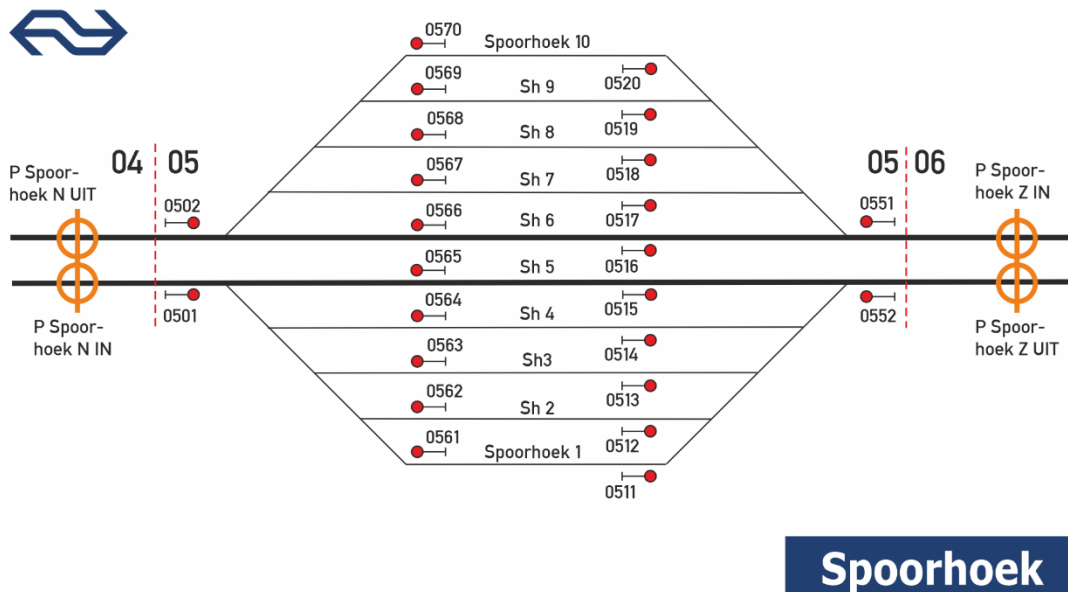 0570
Spoorhoek 10
0520
0569
Sh 9
0519
0568
Sh 8
0518
0567
Sh 7
0517
0566
Sh 6
0516
0565
Sh 5
0515
0564
Sh 4
0514
0563
Sh3
0513
0562
Sh 2
0512
0561
Spoorhoek 1
0511
04 05
P Spoor-
hoek N UIT
0502
0501
P Spoor-
hoek N IN
05 06
0551
P Spoor-
hoek Z IN
0552
P Spoor-
hoek Z UIT
Spoorhoek